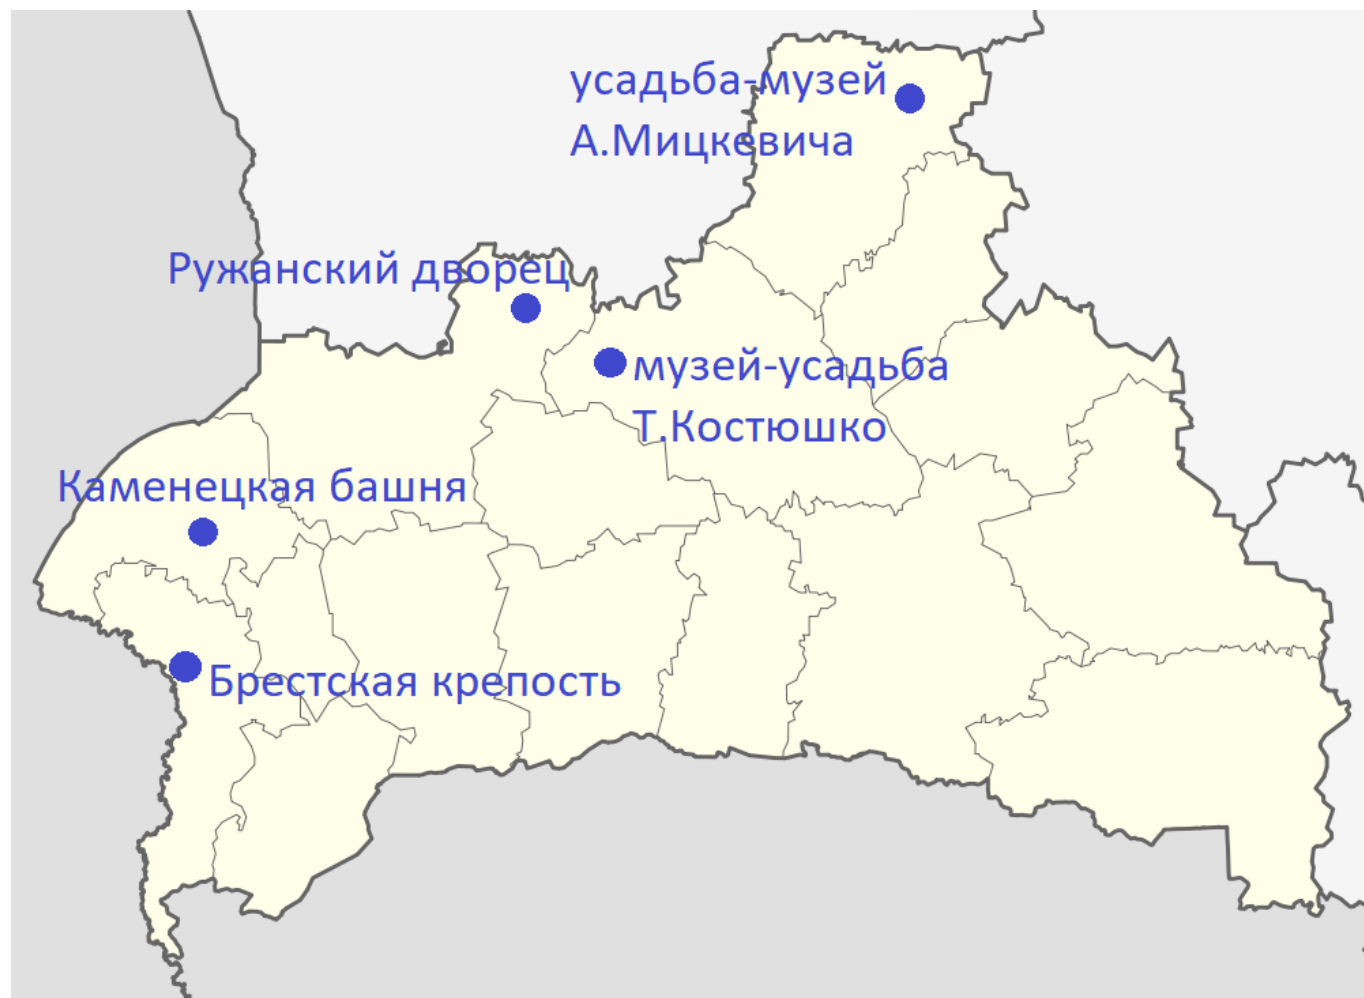 усадьба-музей
А.Мицкевича
Ружанский дворец
музей-усадьба
Т.Костюшко
Каменецкая башня
Брестская крепость